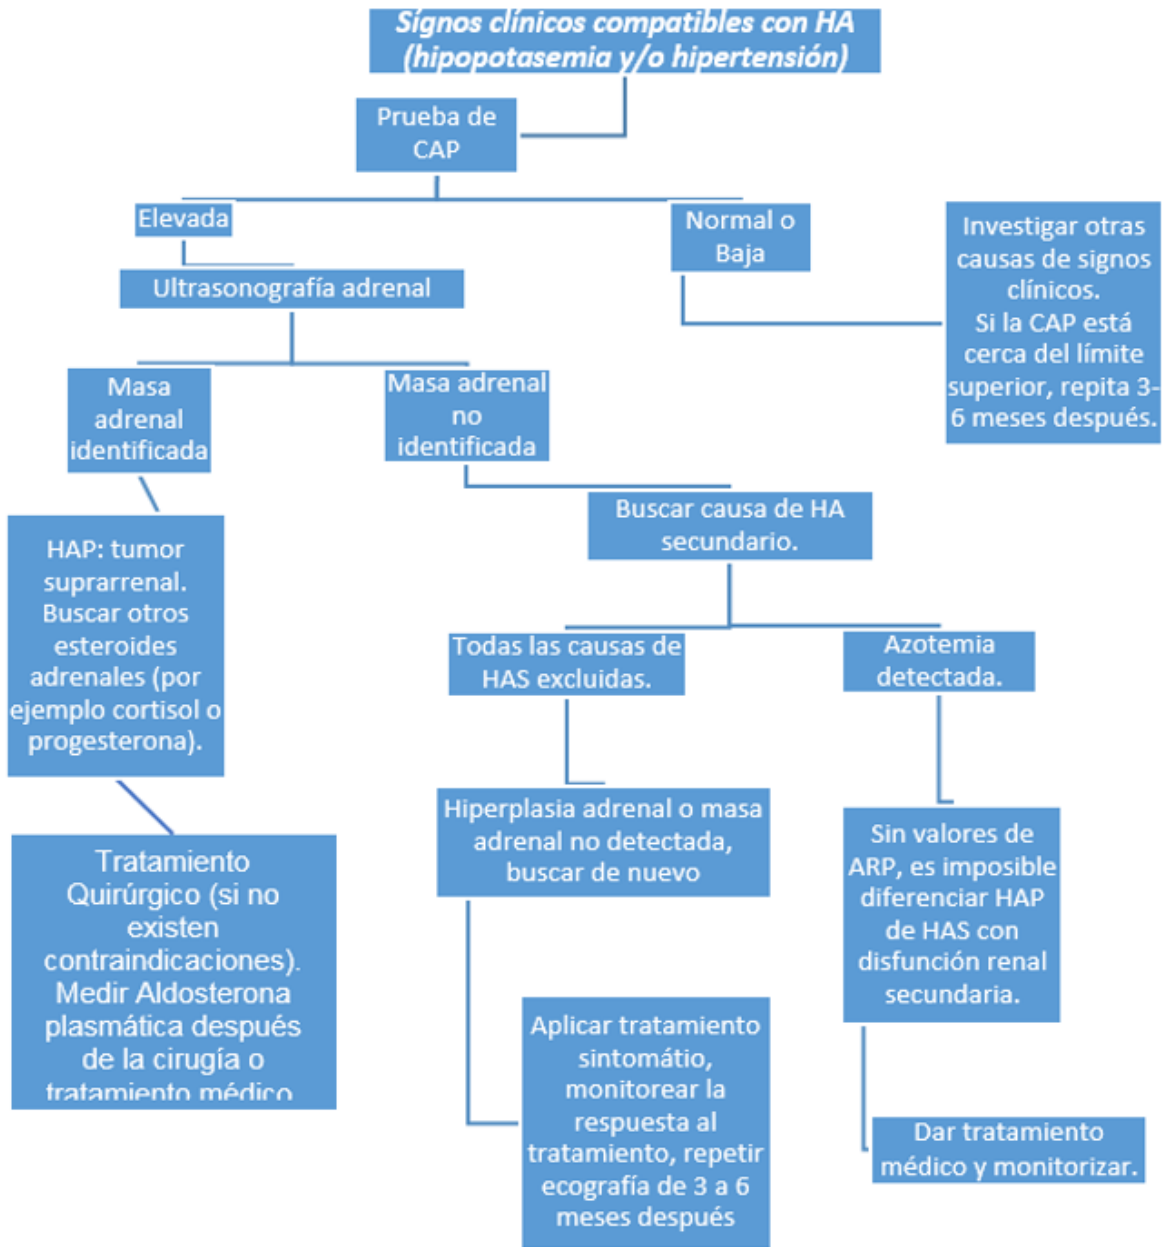 Sígnos clínicos compatibles con HA
(hipopotasemia y/o hipertensión)
Prueba de
CAP
Elevada
Normal o
Baja
Investigar otras
causas de signos
clínicos.
Si la CAP está
cerca del límite
superior, repita 3-
6 meses después.
Ultrasonografía adrenal
Masa
adrenal
identificada
Masa adrenal
no
identificada
Buscar causa de HA
secundario.
HAP: tumor
suprarrenal.
Buscar otros
esteroides
adrenales (por
ejemplo cortisol o
progesterona).
Todas las causas de
HAS excluidas.
Azotemia
detectada.
Hiperplasia adrenal o masa
adrenal no detectada,
buscar de nuevo
Sin valores de
ARP, es imposible
diferenciar HAP
de HAS con
disfunción renal
secundaria.
Tratamiento
Quirúrgico (si no
existen
contraindicaciones).
Medir Aldosterona
plasmática después
de la cirugía o
tratamiento médico
Aplicar tratamiento
sintomátio,
monitorear la
respuesta al
tratamiento, repetir
ecografía de 3 a 6
meses después
Dar tratamiento
médico y monitorizar.